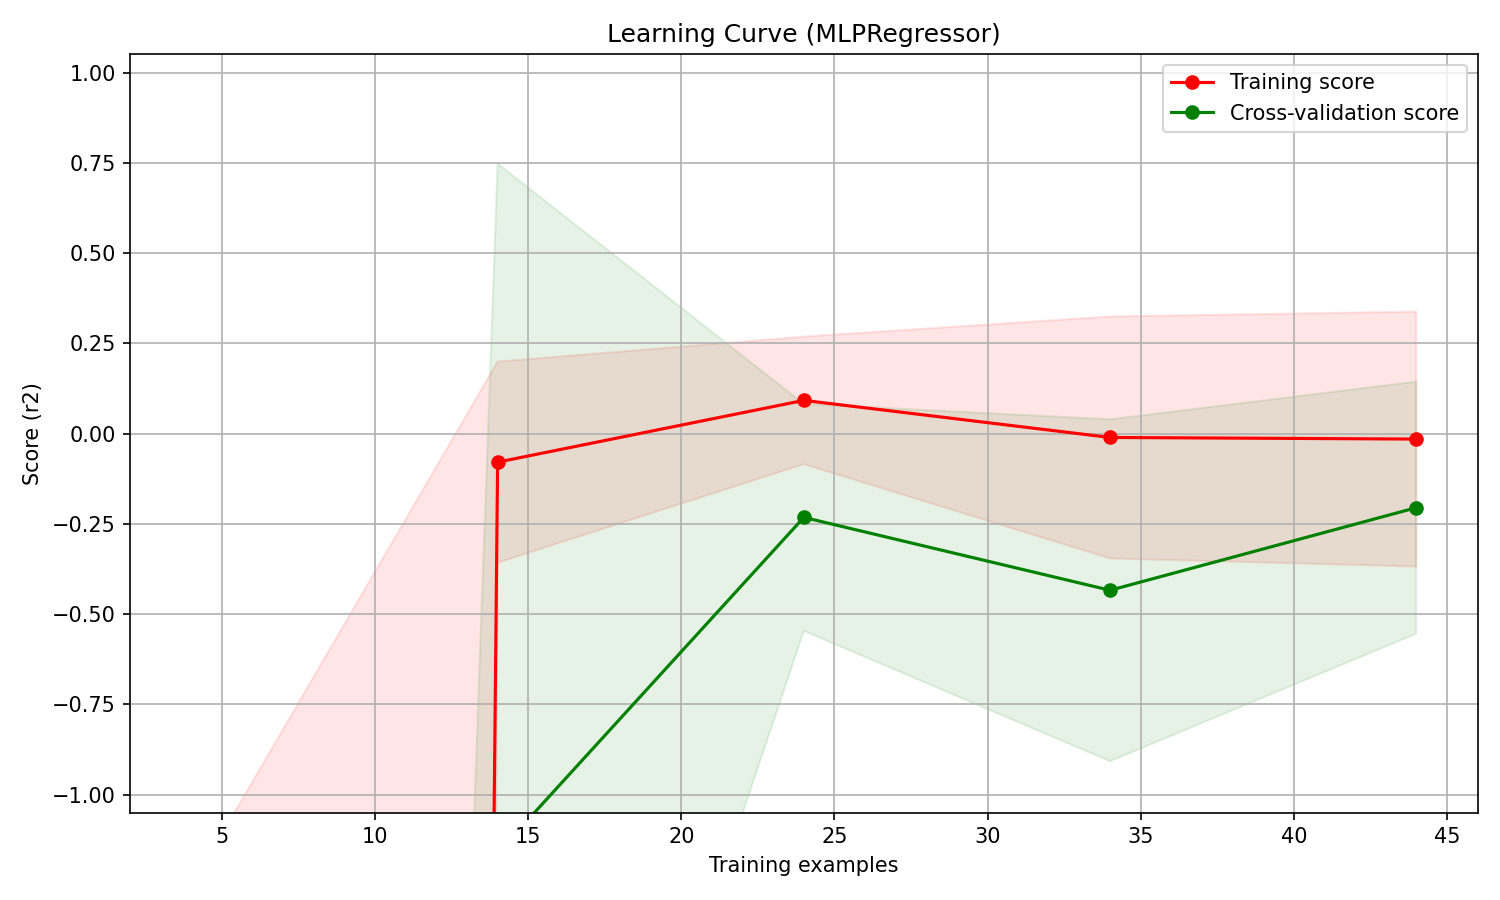 Learning Curve (MLPRegressor)
Training score
Cross-validation score
Score (r2)
1.00
0.75
0.50
0.25
0.00
−0.25
−0.50
−0.75
−1.00
5 10 15 20 25 30 35 40 45
Training examples